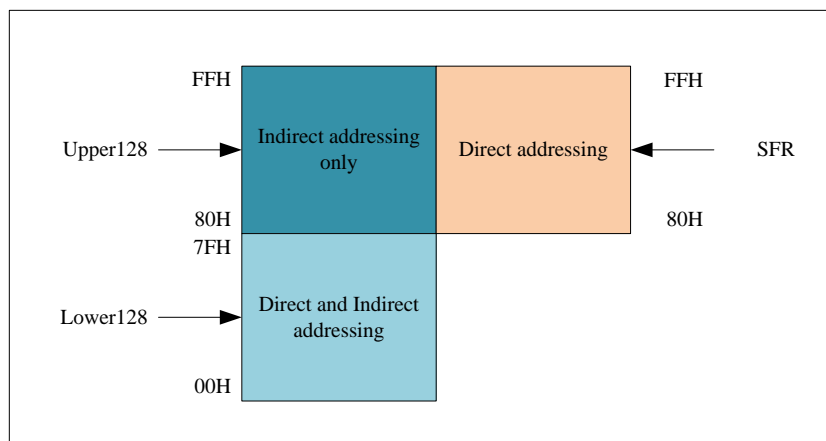 FFH
FFH
Upper128
Indirect addressing
only
Direct addressing
SFR
80H
80H
7FH
Lower128
Direct and Indirect
addressing
00H